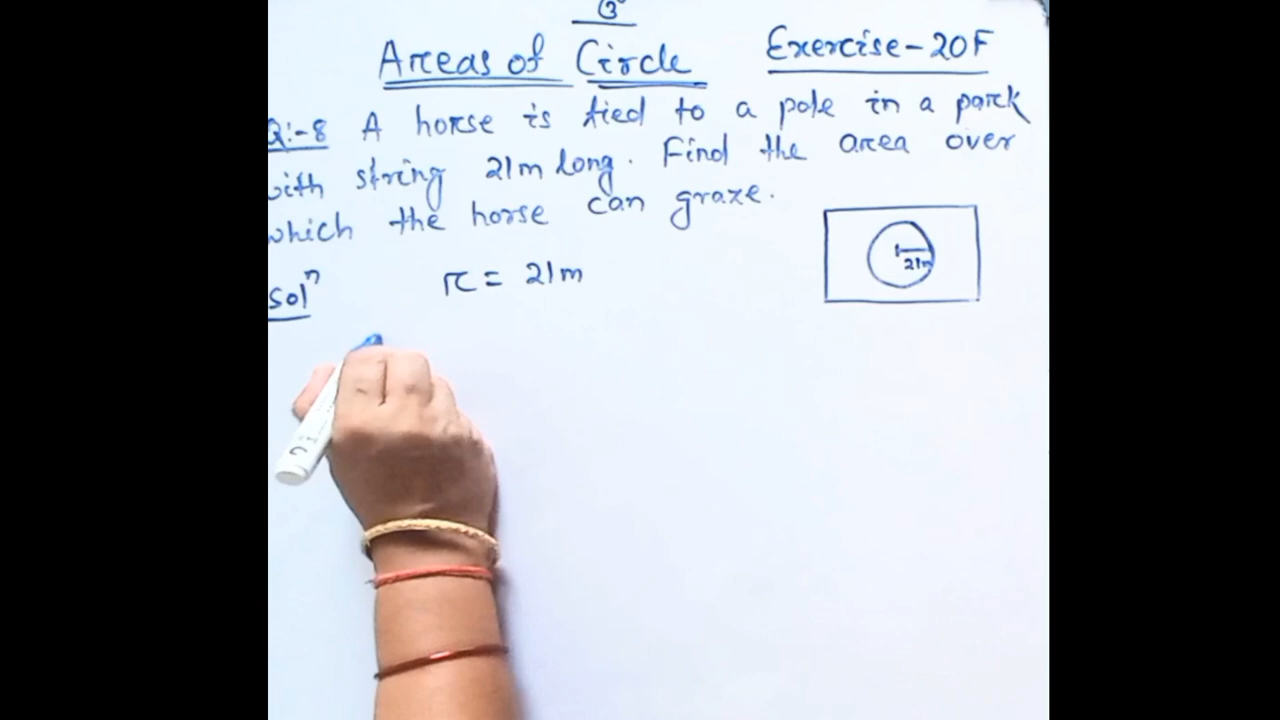 3
Areas of Circle Exercise-20F
Q:-8 A horse is tied to a pole in a park
with string 21m long. Find the area over
which the horse can graze.
21m
Solⁿ r = 21m